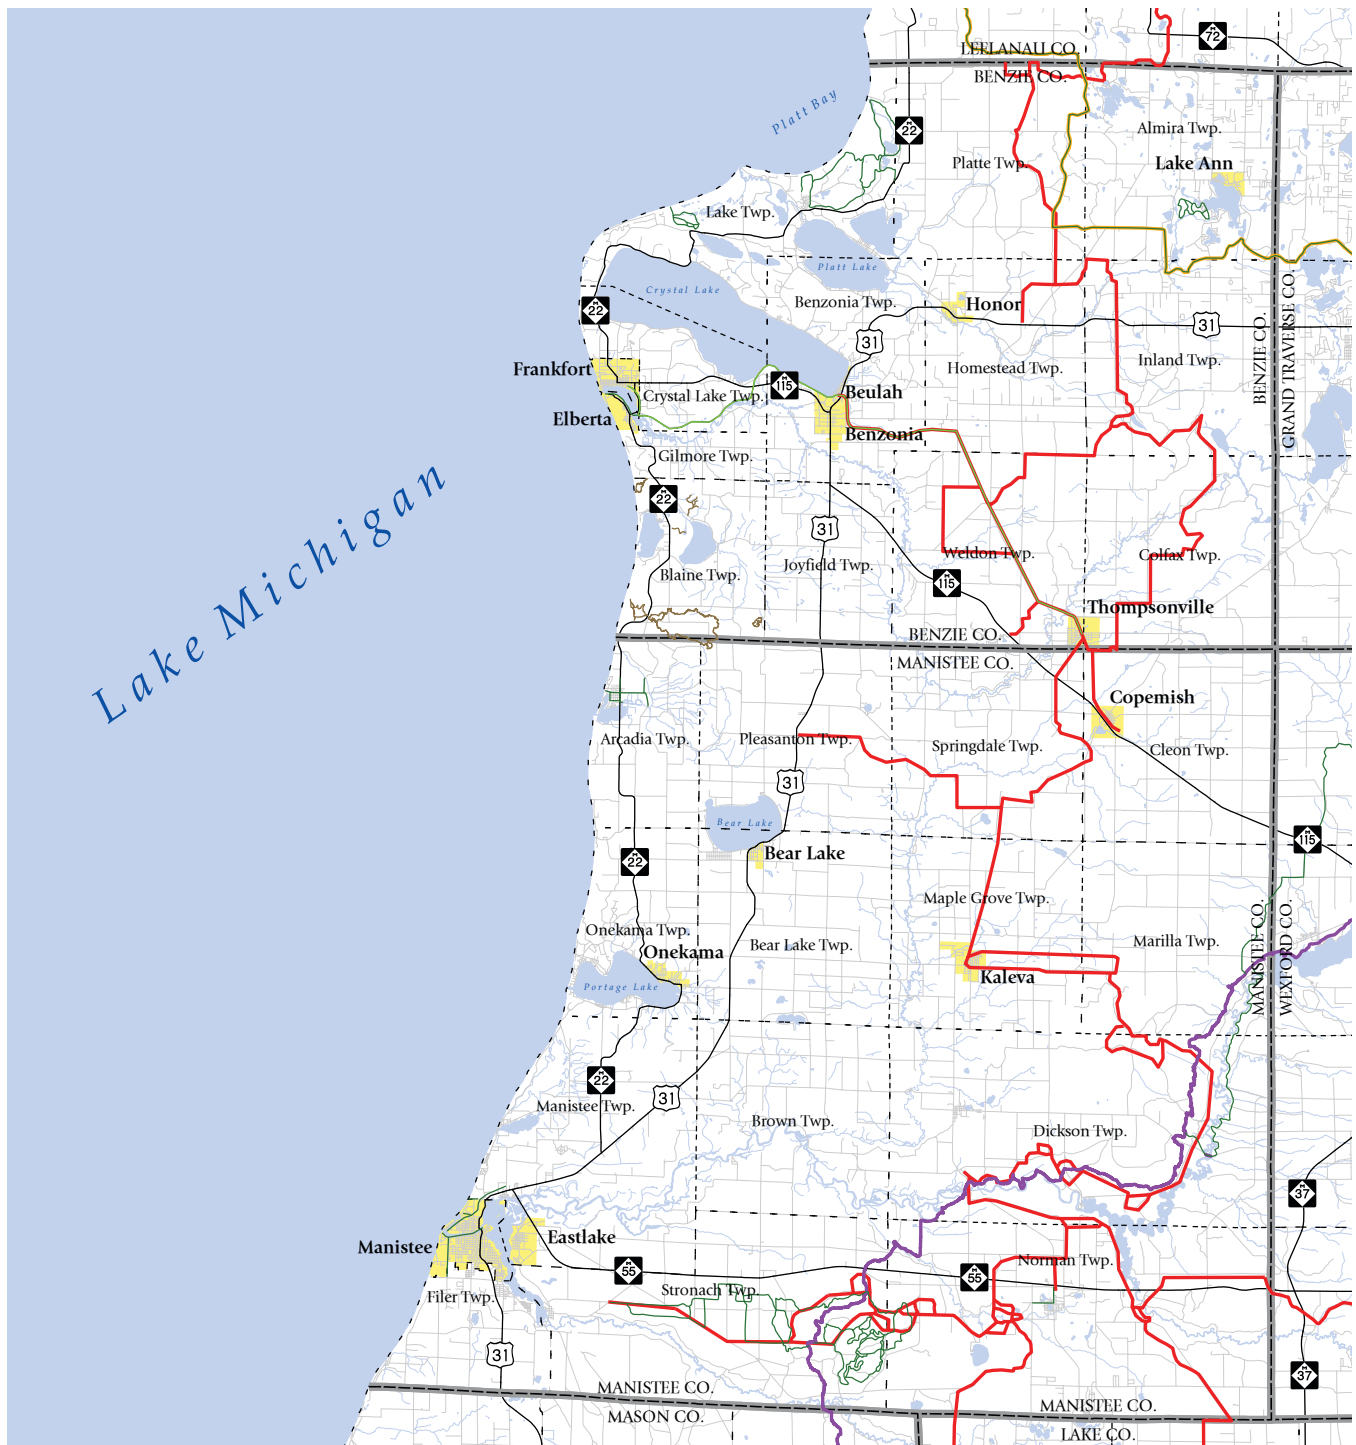 M 72
LEELANAU CO.
BENZIE CO.
Platt Bay
M 22
Almira Twp.
Platte Twp.
Lake Ann
Lake Twp.
Platt Lake
Crystal Lake
Benzonia Twp.
Honor
M 22
31
31
BENZIE CO.
GRAND TRAVERSE CO.
Inland Twp.
Homestead Twp.
Frankfort
M 115
Crystal Lake Twp.
Beulah
Elberta
Benzonia
Gilmore Twp.
Lake Michigan
M 22
31
Weldon Twp.
Colfax Twp.
Joyfield Twp.
Blaine Twp.
M 115
Thompsonville
BENZIE CO.
MANISTEE CO.
Copemish
Arcadia Twp.
Pleasanton Twp.
Springdale Twp.
Cleon Twp.
31
Bear Lake
M 115
Bear Lake
M 22
Maple Grove Twp.
MANISTEE CO.
WEXFORD CO.
Onekama Twp.
Onekama
Bear Lake Twp.
Marilla Twp.
Kaleva
Portage Lake
M 22
31
Manistee Twp.
Brown Twp.
Dickson Twp.
M 37
Eastlake
Manistee
M 55
M 55
Norman Twp.
Stronach Twp.
Filer Twp.
31
M 37
MANISTEE CO.
MASON CO.
MANISTEE CO.
LAKE CO.